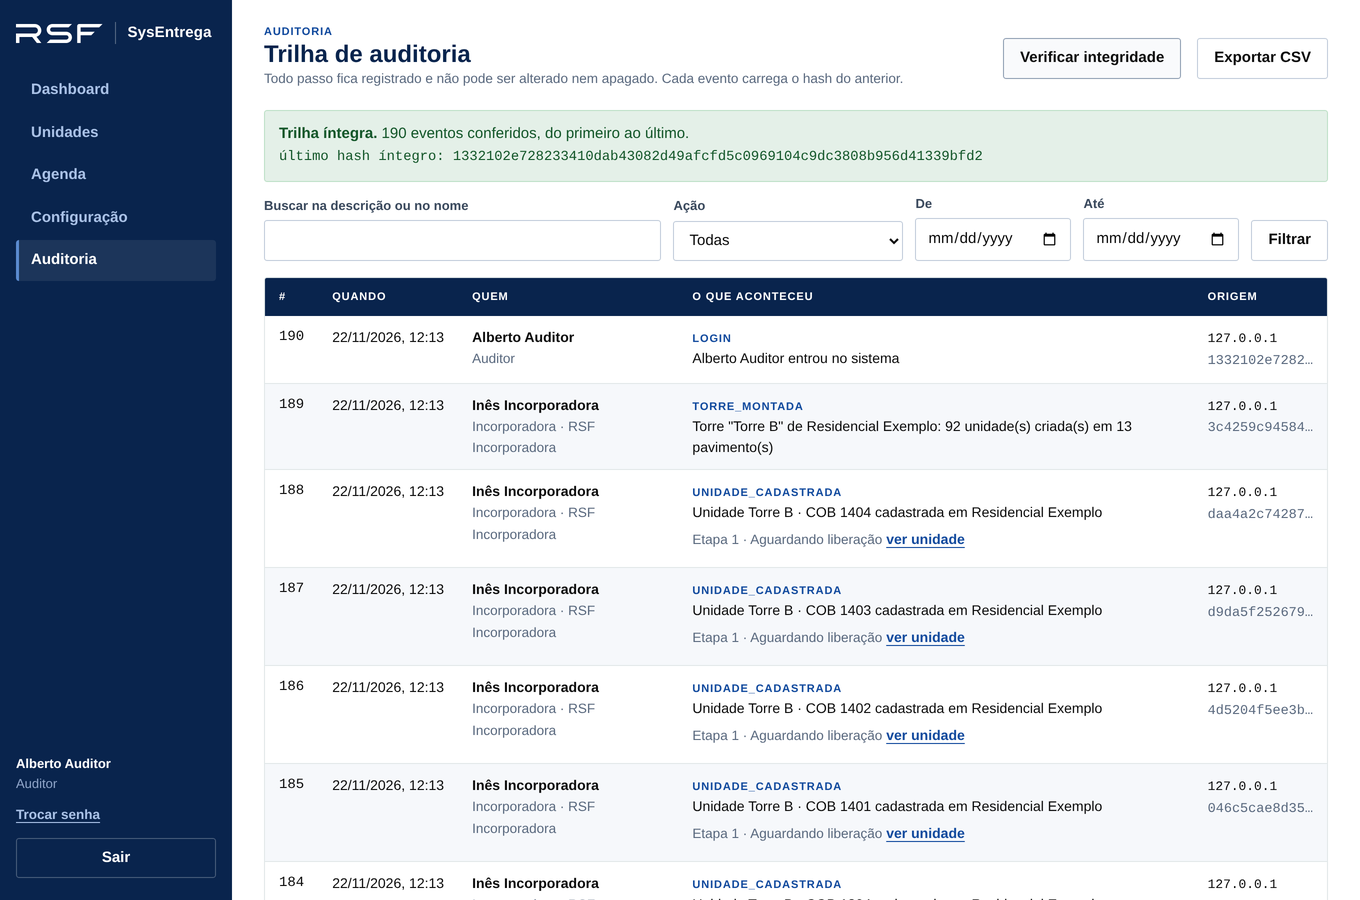 RSF SysEntrega
Dashboard
Unidades
Agenda
Configuração
Auditoria
Alberto Auditor
Auditor
Trocar senha
Sair
AUDITORIA
Trilha de auditoria
Todo passo fica registrado e não pode ser alterado nem apagado. Cada evento carrega o hash do anterior.
Verificar integridade
Exportar CSV
Trilha íntegra. 190 eventos conferidos, do primeiro ao último.
último hash íntegro: 1332102e728233410dab43082d49afcfd5c0969104c9dc3808b956d41339bfd2
Buscar na descrição ou no nome
Ação
Todas
De
mm/dd/yyyy
Até
mm/dd/yyyy
Filtrar
# QUANDO QUEM O QUE ACONTECEU ORIGEM
190 22/11/2026, 12:13 Alberto Auditor LOGIN 127.0.0.1
Auditor Alberto Auditor entrou no sistema 1332102e7282…
189 22/11/2026, 12:13 Inês Incorporadora TORRE_MONTADA 127.0.0.1
Incorporadora · RSF Torre "Torre B" de Residencial Exemplo: 92 unidade(s) criada(s) em 13 3c4259c94584…
Incorporadora pavimento(s)
188 22/11/2026, 12:13 Inês Incorporadora UNIDADE_CADASTRADA 127.0.0.1
Incorporadora · RSF Unidade Torre B · COB 1404 cadastrada em Residencial Exemplo daa4a2c74287…
Incorporadora Etapa 1 · Aguardando liberação ver unidade
187 22/11/2026, 12:13 Inês Incorporadora UNIDADE_CADASTRADA 127.0.0.1
Incorporadora · RSF Unidade Torre B · COB 1403 cadastrada em Residencial Exemplo d9da5f252679…
Incorporadora Etapa 1 · Aguardando liberação ver unidade
186 22/11/2026, 12:13 Inês Incorporadora UNIDADE_CADASTRADA 127.0.0.1
Incorporadora · RSF Unidade Torre B · COB 1402 cadastrada em Residencial Exemplo 4d5204f5ee3b…
Incorporadora Etapa 1 · Aguardando liberação ver unidade
185 22/11/2026, 12:13 Inês Incorporadora UNIDADE_CADASTRADA 127.0.0.1
Incorporadora · RSF Unidade Torre B · COB 1401 cadastrada em Residencial Exemplo 046c5cae8d35…
Incorporadora Etapa 1 · Aguardando liberação ver unidade
184 22/11/2026, 12:13 Inês Incorporadora UNIDADE_CADASTRADA 127.0.0.1